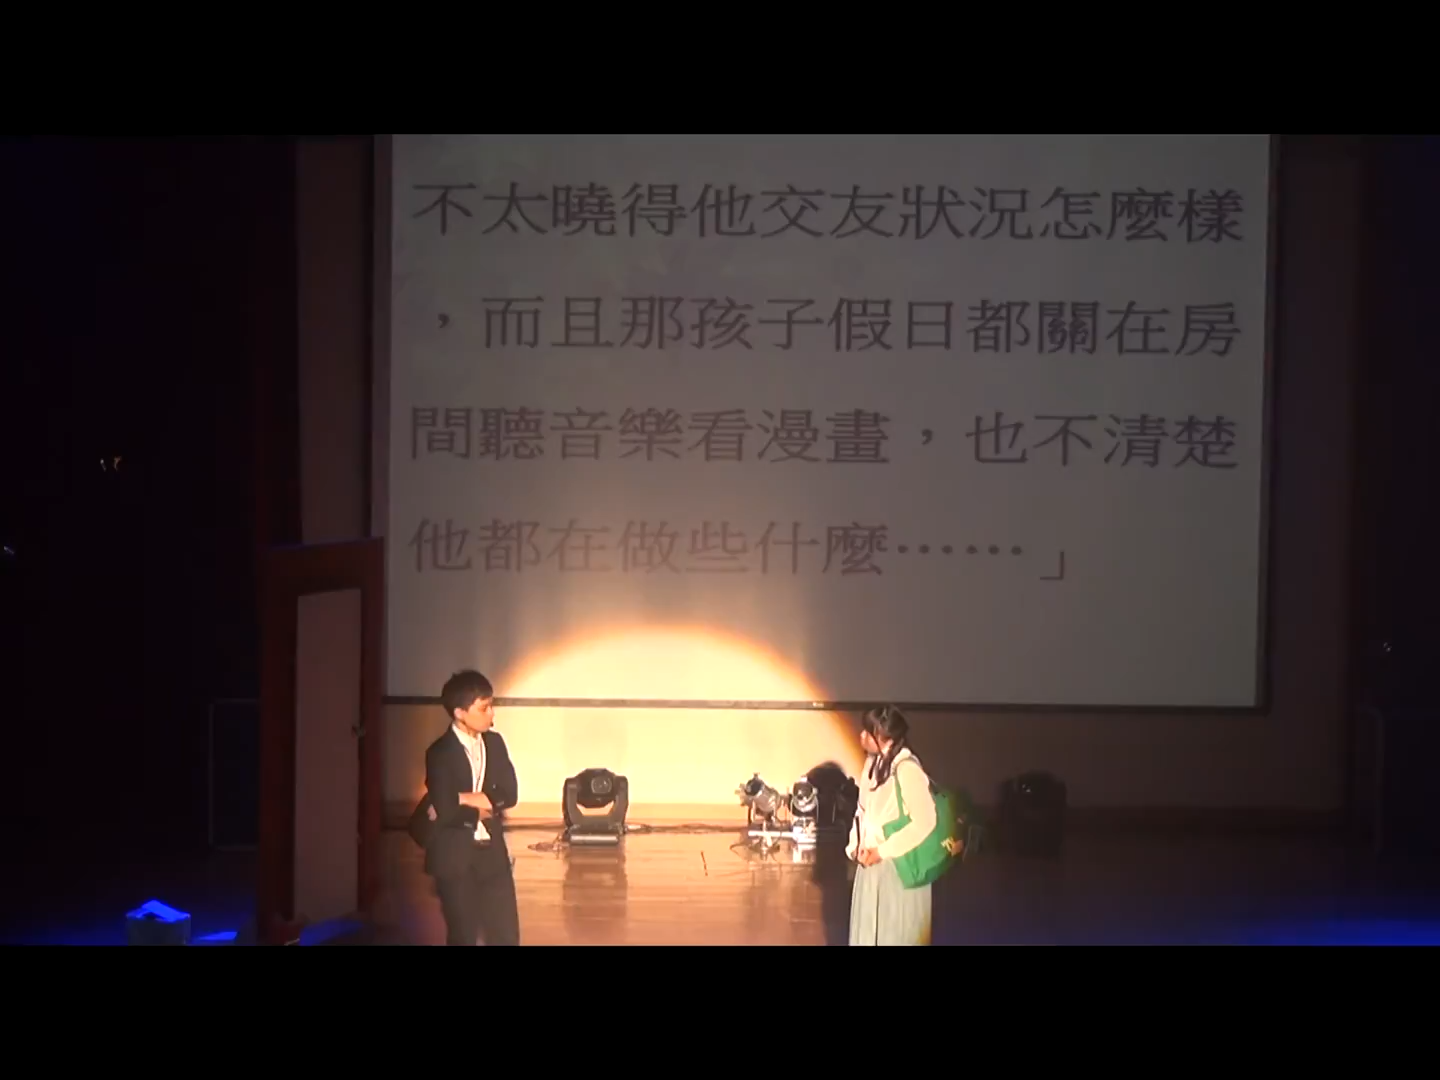 不太曉得他交友狀況怎麼樣
，而且那孩子假日都關在房
間聽音樂看漫畫，也不清楚
他都在做些什麼⋯⋯」